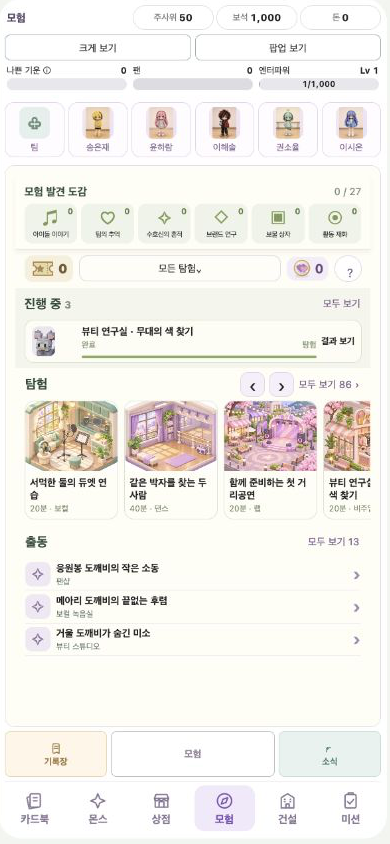 모험
주사위 50
보석 1,000
돈 0
크게 보기
팝업 보기
나쁜 기운 ⓘ 0
팬 0
엔터파워 Lv 1
1/1,000
팀
송은재
윤하람
이해솔
권소율
이시온
모험 발견 도감 0 / 27
0
0
0
0
0
0
아이돌 이야기
팀의 추억
수호신의 흔적
브랜드 연구
보물 상자
활동 재화
0
모든 탐험
0
?
진행 중 3
모두 보기
뷰티 연구실 · 무대의 색 찾기
완료
탐험
결과 보기
탐험
‹
›
모두 보기 86 ›
서먹한 둘의 듀엣 연
습
20분 · 보컬
같은 박자를 찾는 두
사람
40분 · 댄스
함께 준비하는 첫 거
리공연
20분 · 랩
뷰티 연구실
색 찾기
20분 · 비주얼
출동
모두 보기 13
응원봉 도깨비의 작은 소동
팬샵
메아리 도깨비의 끝없는 후렴
보컬 녹음실
거울 도깨비가 숨긴 미소
뷰티 스튜디오
기록장
모험
소식
카드북
온스
상점
모험
건설
미션